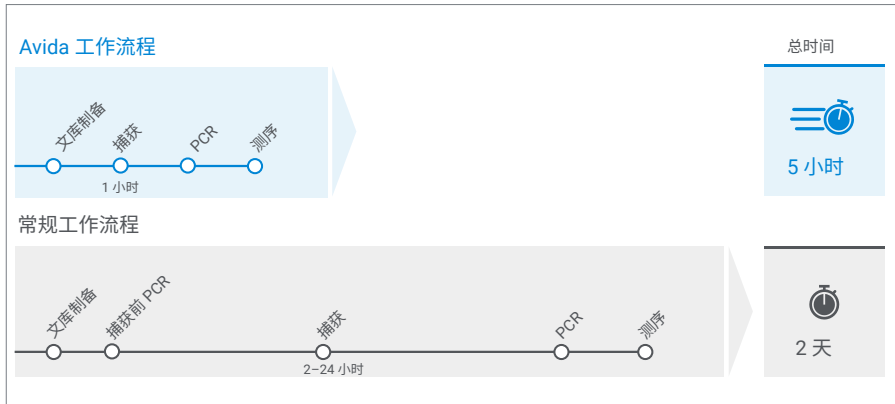 Avida 工作流程
总时间
文库制备
捕获
PCR
测序
1 小时
5 小时
常规工作流程
文库制备
捕获前 PCR
捕获
PCR
测序
2–24 小时
2 天